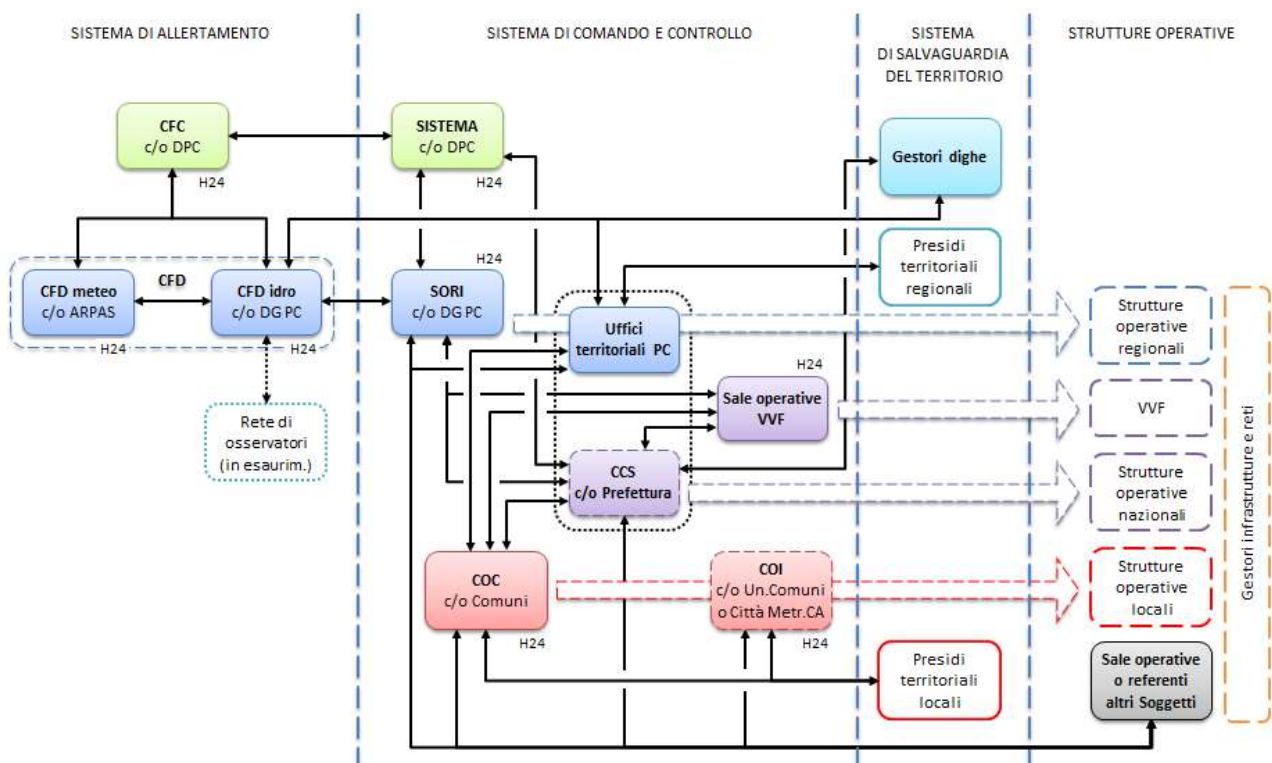 SISTEMA DI ALLERTAMENTO
SISTEMA DI COMANDO E CONTROLLO
SISTEMA
DI SALVAGUARDIA
DEL TERRITORIO
STRUTTURE OPERATIVE
CFC
c/o DPC
H24
SISTEMA
c/o DPC
H24
Gestori dighe
Presidi
territoriali
regionali
CFD
CFD meteo
c/o ARPAS
H24
CFD idro
c/o DG PC
H24
H24
SORI
c/o DG PC
Uffici
territoriali PC
Strutture
operative
regionali
Rete di
osservatori
(in esaurim.)
H24
Sale operative
VVF
VVF
CCS
c/o Prefettura
Strutture
operative
nazionali
COC
c/o Comuni
H24
COI
c/o Un.Comuni
o Città Metr.CA
H24
Strutture
operative
locali
Presidi
territoriali
locali
Sale operative
o referenti
altri Soggetti
Gestori infrastrutture e reti